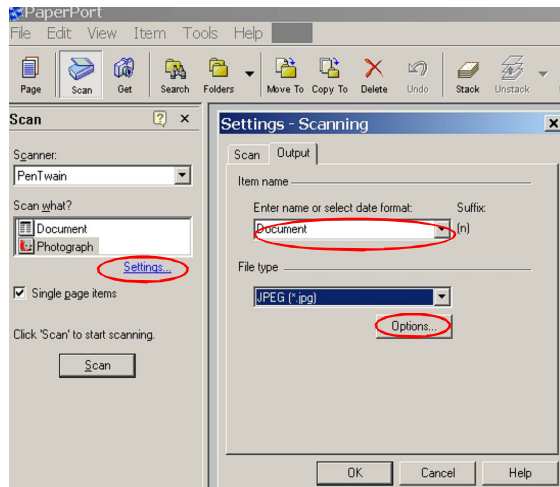 PaperPort
File Edit View Item Tools Help
Page Scan Get Search Folders Move To Copy To Delete Undo Stack Unstack
Scan
Scanner:
PenTwain
Scan what?
Document
Photograph
Settings...
Single page items
Click 'Scan' to start scanning.
Scan
Settings - Scanning
Scan Output
Item name
Enter name or select date format: Suffix:
Document (n)
File type
JPEG (*.jpg)
Options...
OK Cancel Help